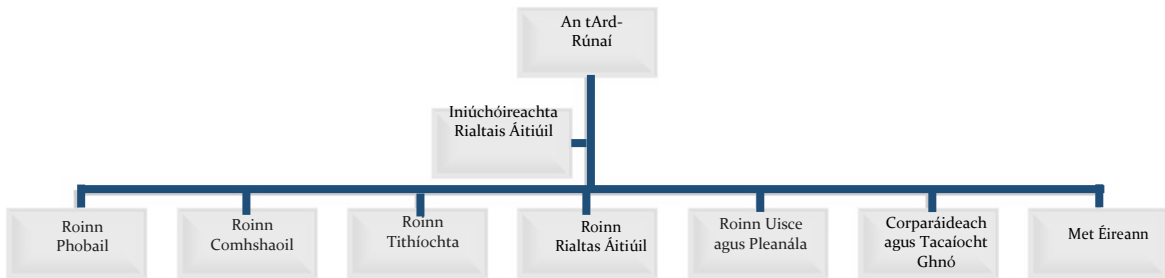 An tArd-
Rúnaí
Iniúchóireachta
Rialtais Áitiúil
Roinn
Phobail
Roinn
Comhshaoil
Roinn
Tithíochta
Roinn
Rialtas Áitiúil
Roinn Uisce
agus Pleanála
Corparáideach
agus Tacaíocht
Ghnó
Met Éireann